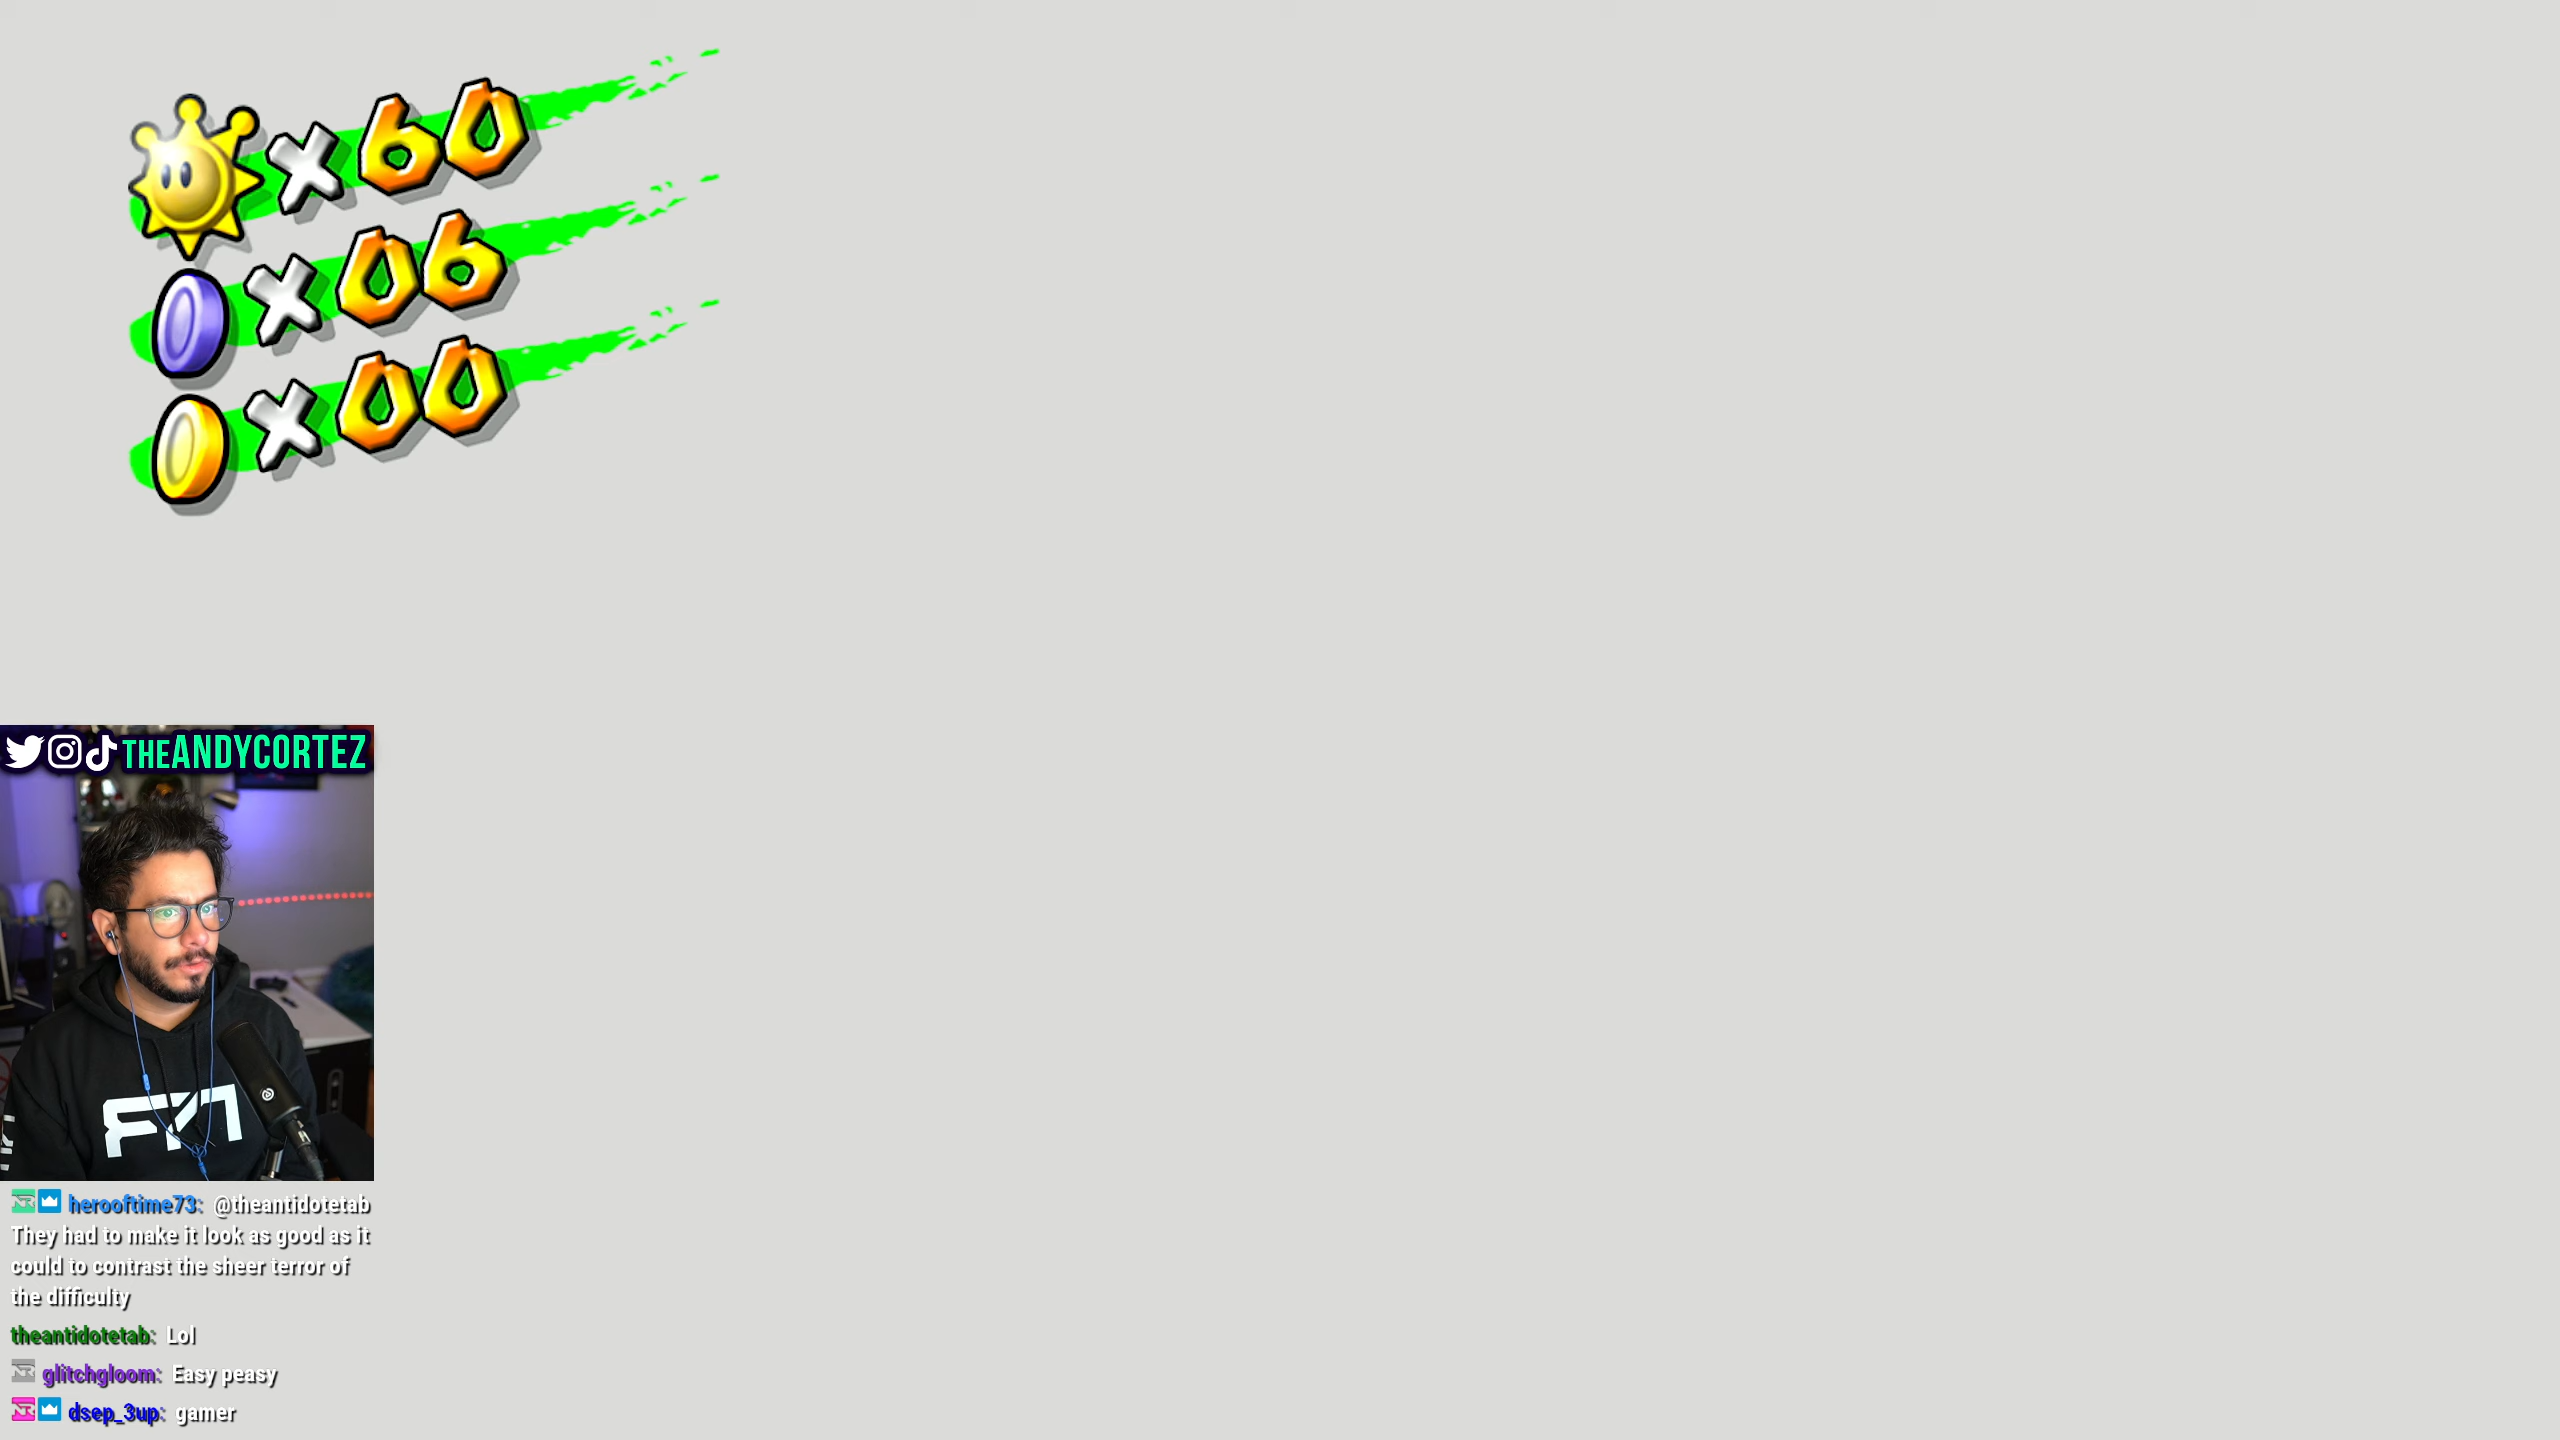 ×60
×06
×00
THEANDYCORTEZ
herooftime73: @theantidotetab
They had to make it look as good as it
could to contrast the sheer terror of
the difficulty
theantidotetab: Lol
glitchgloom: Easy peasy
dsep_3up: gamer